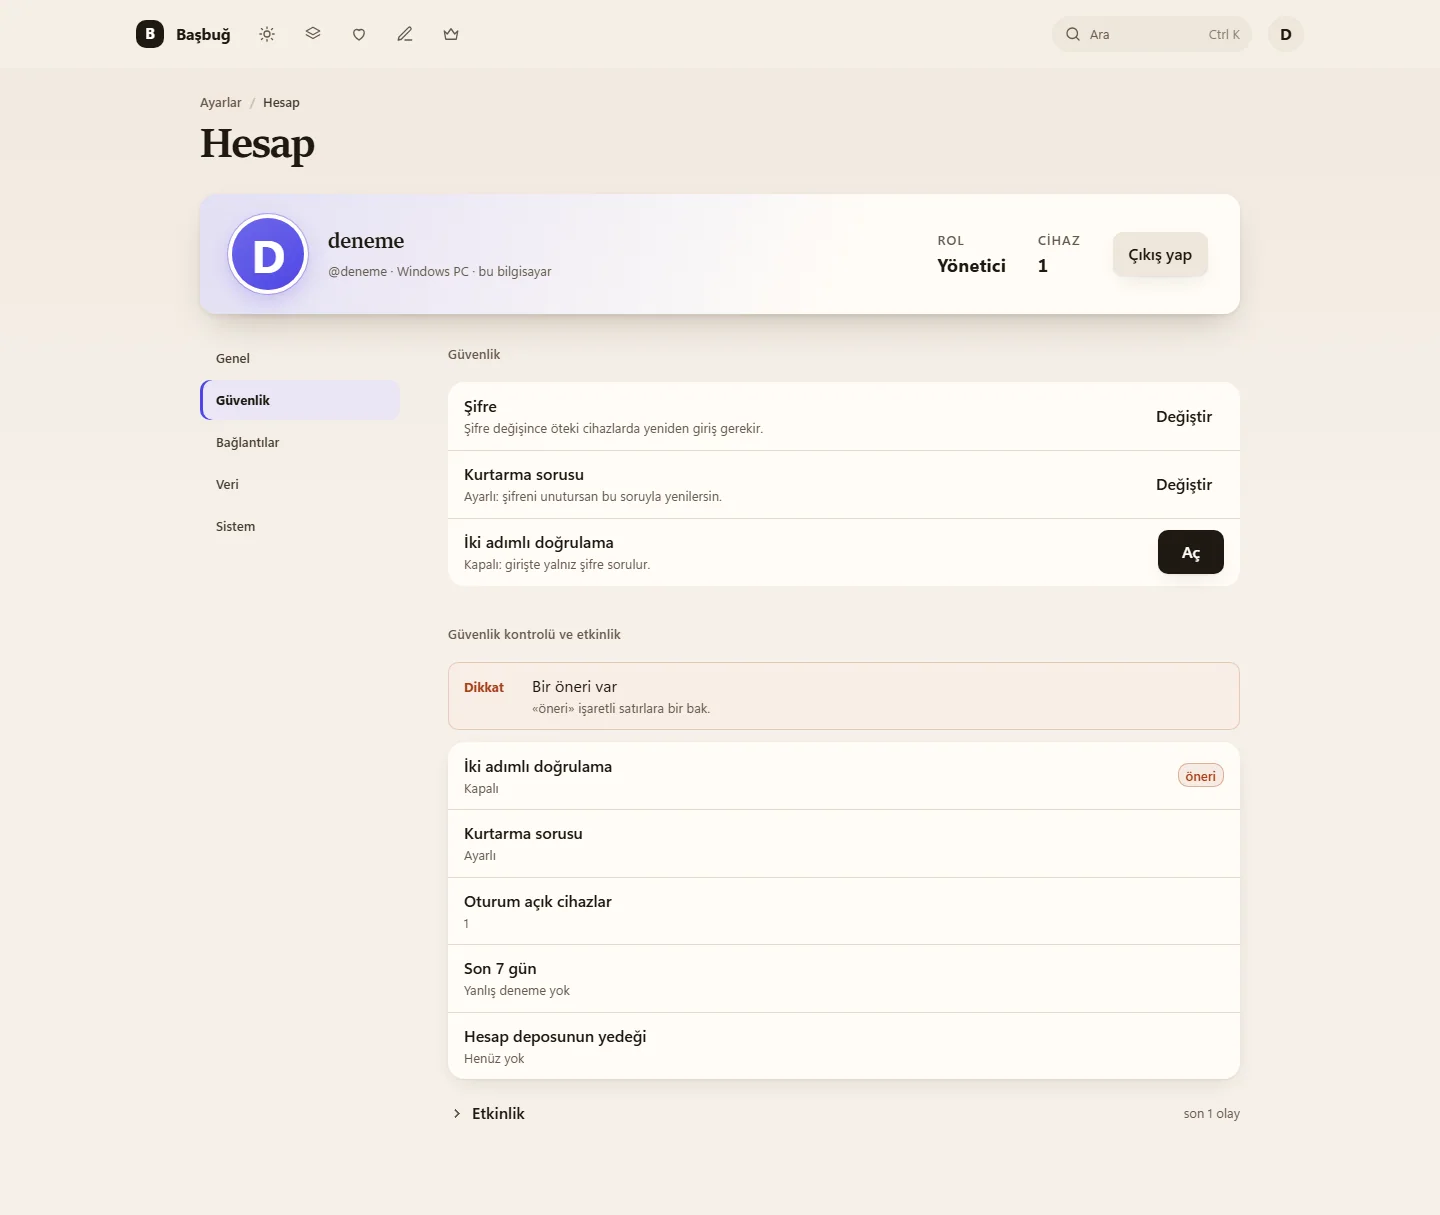 B Başbuğ
Ara Ctrl K
D
Ayarlar / Hesap
Hesap
D
deneme
@deneme · Windows PC · bu bilgisayar
ROL
Yönetici
CİHAZ
1
Çıkış yap
Genel
Güvenlik
Bağlantılar
Veri
Sistem
Güvenlik
Şifre
Şifre değişince öteki cihazlarda yeniden giriş gerekir.
Değiştir
Kurtarma sorusu
Ayarlı: şifreni unutursan bu soruyla yenilersin.
Değiştir
İki adımlı doğrulama
Kapalı: girişte yalnız şifre sorulur.
Aç
Güvenlik kontrolü ve etkinlik
Dikkat
Bir öneri var
«öneri» işaretli satırlara bir bak.
İki adımlı doğrulama
Kapalı
öneri
Kurtarma sorusu
Ayarlı
Oturum açık cihazlar
1
Son 7 gün
Yanlış deneme yok
Hesap deposunun yedeği
Henüz yok
Etkinlik
son 1 olay